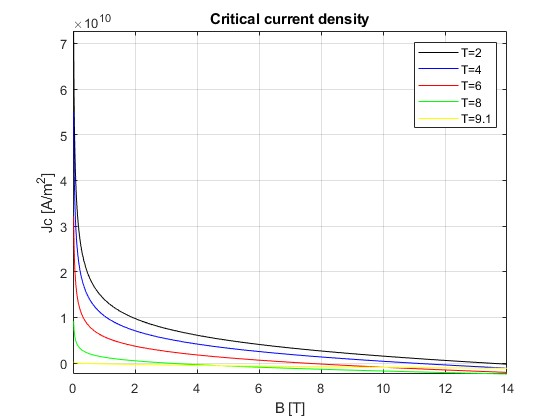 Critical current density
×10^10
Jc [A/m^2]
7
6
5
4
3
2
1
0
0 2 4 6 8 10 12 14
B [T]
T=2
T=4
T=6
T=8
T=9.1